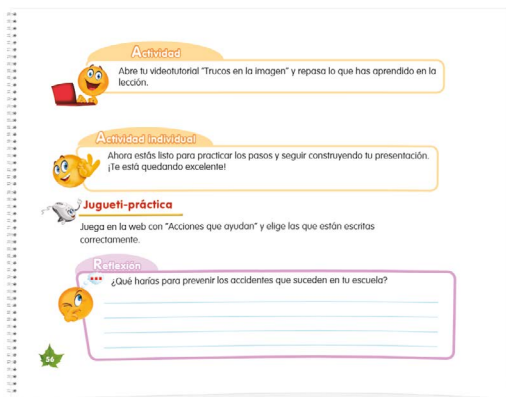 Actividad
Abre tu videotutorial "Trucos en la imagen" y repasa lo que has aprendido en la
lección.
Actividad individual
Ahora estás listo para practicar los pasos y seguir construyendo tu presentación.
¡Te está quedando excelente!
Jugueti-práctica
Juega en la web con "Acciones que ayudan" y elige las que están escritas
correctamente.
Reflexión
¿Qué harías para prevenir los accidentes que suceden en tu escuela?
56